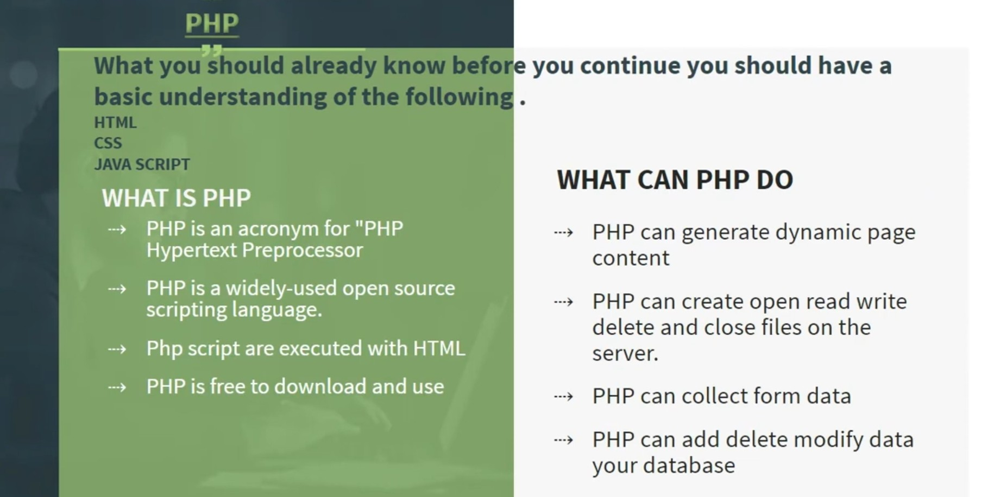 PHP
”
What you should already know before you continue you should have a
basic understanding of the following .
HTML
CSS
JAVA SCRIPT
WHAT IS PHP
⇢ PHP is an acronym for "PHP
Hypertext Preprocessor
⇢ PHP is a widely-used open source
scripting language.
⇢ Php script are executed with HTML
⇢ PHP is free to download and use
WHAT CAN PHP DO
⇢ PHP can generate dynamic page
content
⇢ PHP can create open read write
delete and close files on the
server.
⇢ PHP can collect form data
⇢ PHP can add delete modify data
your database